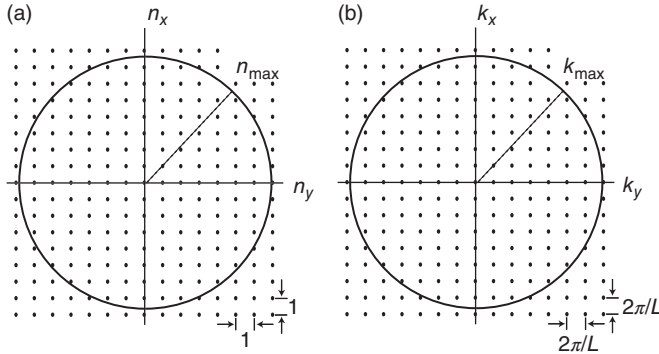 (a)
n_x
n_max
n_y
1
1
(b)
k_x
k_max
k_y
2π/L
2π/L